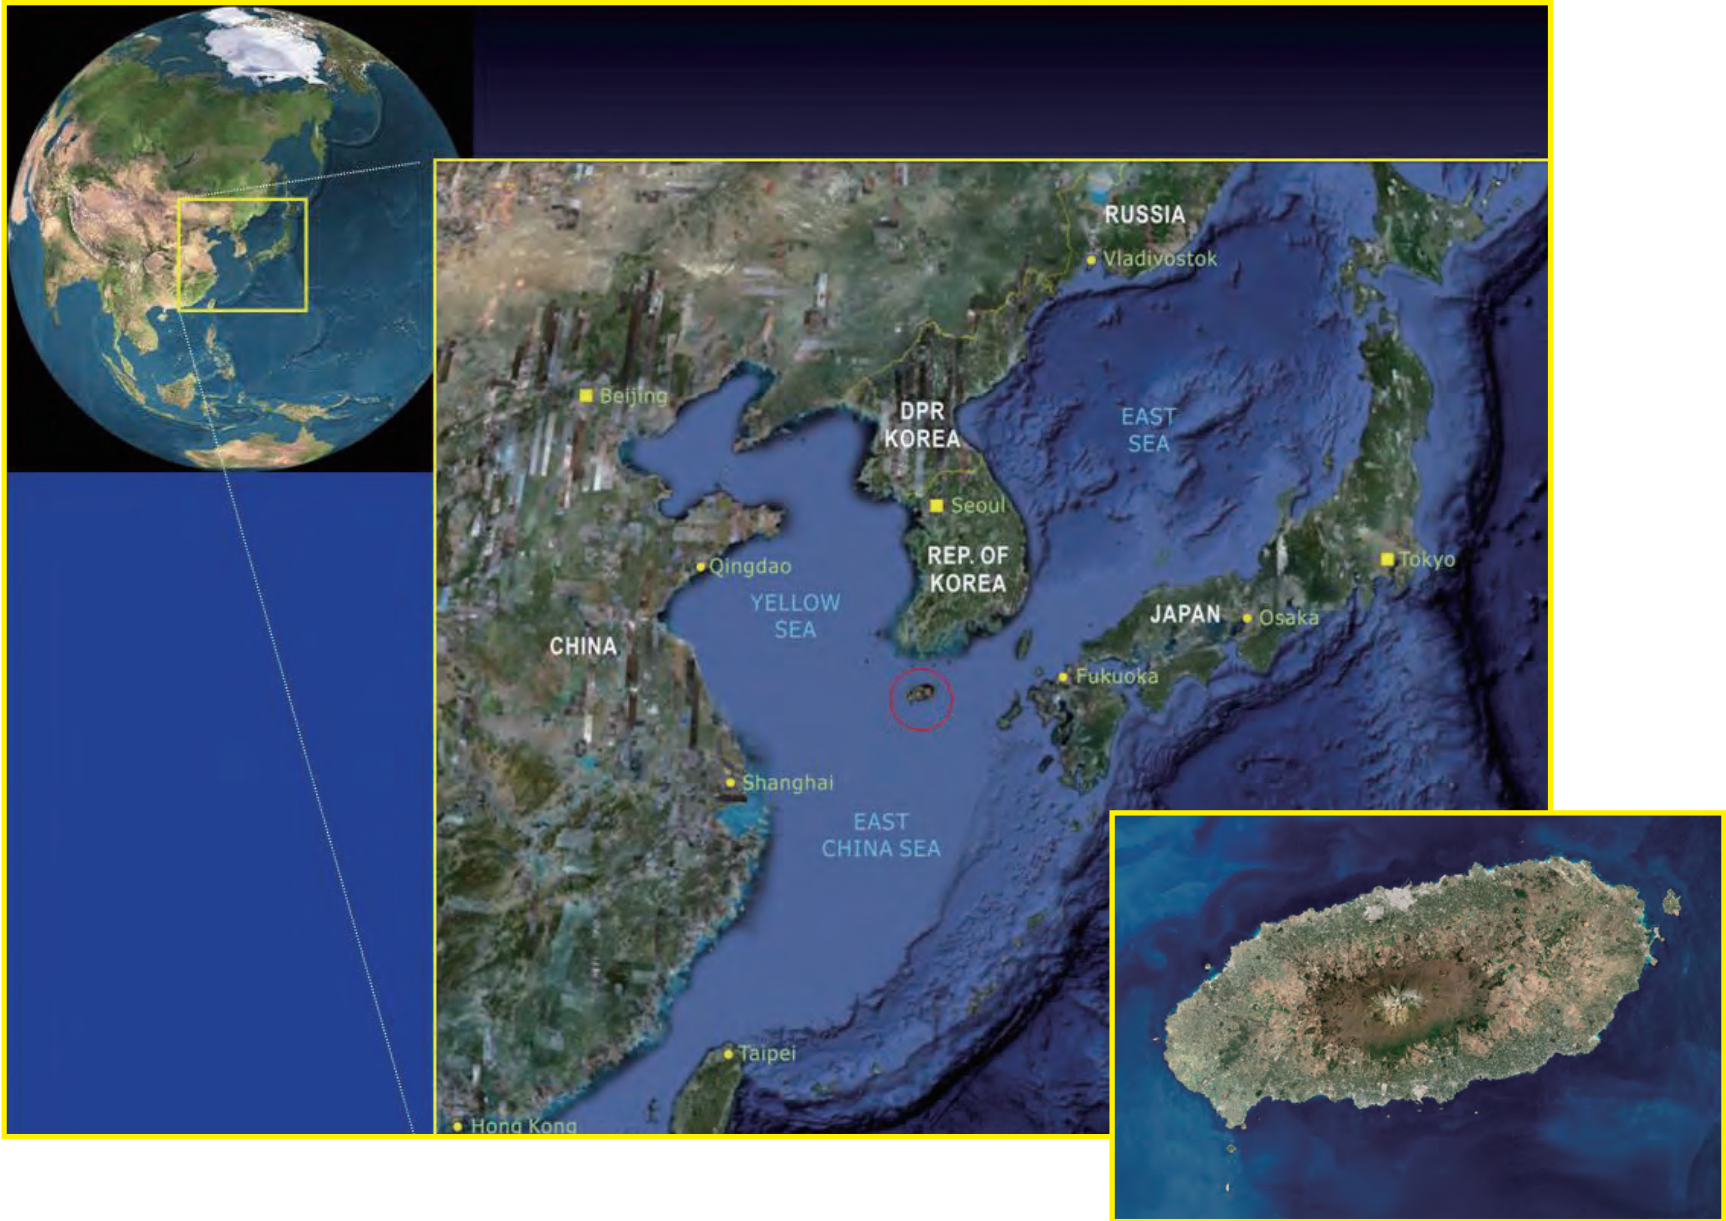 RUSSIA
Vladivostok
Beijing
DPR
KOREA
EAST
SEA
Seoul
REP. OF
KOREA
Tokyo
Qingdao
YELLOW
SEA
JAPAN
Osaka
CHINA
Fukuoka
Shanghai
EAST
CHINA SEA
Taipei
Hong Kong